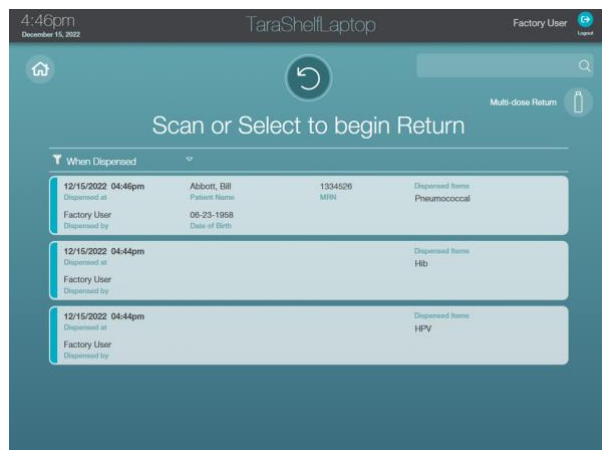 4:46pm
TaraShelfLaptop
Factory User
December 15, 2022
Logout
Multi-dose Return
Scan or Select to begin Return
When Dispensed
12/15/2022 04:46pm Abbott, Bill 1334526 Dispensed Items
Dispensed at Patient Name MRN Pneumococcal
Factory User 06-23-1958
Dispensed by Date of Birth
12/15/2022 04:44pm Dispensed Items
Dispensed at Hib
Factory User
Dispensed by
12/15/2022 04:44pm Dispensed Items
Dispensed at HPV
Factory User
Dispensed by